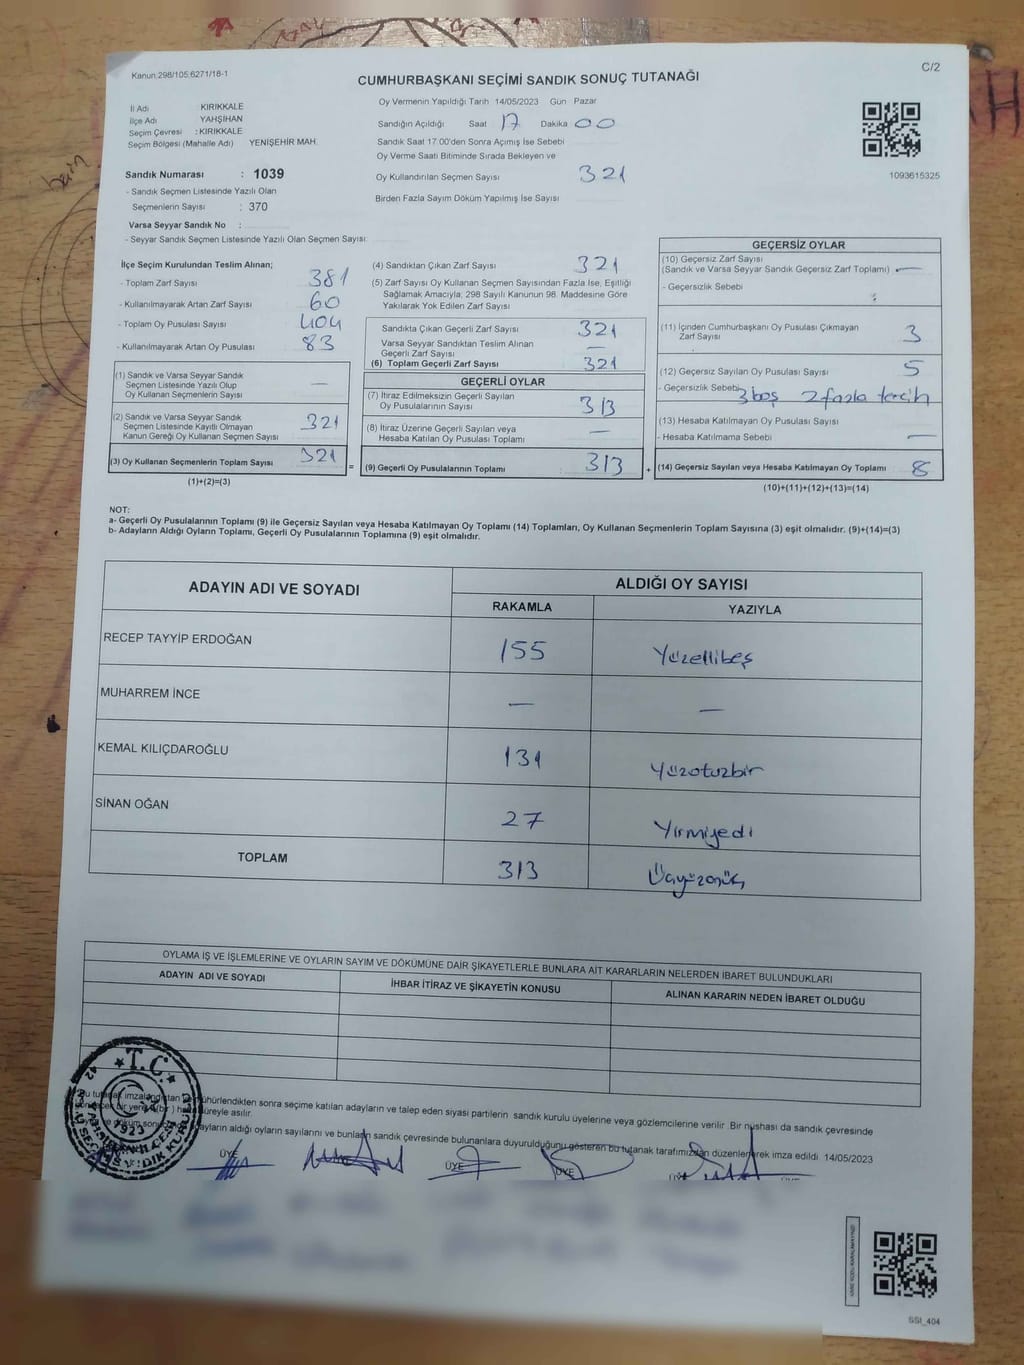 Kanun:298/105;6271/18-1
C/2
CUMHURBAŞKANI SEÇİMİ SANDIK SONUÇ TUTANAĞI
İl Adı KIRIKKALE
İlçe Adı YAHŞİHAN
Seçim Çevresi : KIRIKKALE
Seçim Bölgesi (Mahalle Adı) YENİŞEHİR MAH.
Sandık Numarası : 1039
- Sandık Seçmen Listesinde Yazılı Olan
Seçmenlerin Sayısı : 370
Varsa Seyyar Sandık No :
- Seyyar Sandık Seçmen Listesinde Yazılı Olan Seçmen Sayısı:
Oy Vermenin Yapıldığı Tarih 14/05/2023 Gün Pazar
Sandığın Açıldığı Saat 17 Dakika 00
Sandık Saat 17:00'den Sonra Açımış İse Sebebi
Oy Verme Saati Bitiminde Sırada Bekleyen ve
Oy Kullandırılan Seçmen Sayısı 321
Birden Fazla Sayım Döküm Yapılmış İse Sayısı
1093615325
İlçe Seçim Kurulundan Teslim Alınan;
- Toplam Zarf Sayısı 381
- Kullanılmayarak Artan Zarf Sayısı 60
- Toplam Oy Pusulası Sayısı 404
- Kullanılmayarak Artan Oy Pusulası 83
(1) Sandık ve Varsa Seyyar Sandık
Seçmen Listesinde Yazılı Olup
Oy Kullanan Seçmenlerin Sayısı —
(2) Sandık ve Varsa Seyyar Sandık
Seçmen Listesinde Kayıtlı Olmayan
Kanun Gereği Oy Kullanan Seçmen Sayısı 321
(3) Oy Kullanan Seçmenlerin Toplam Sayısı 321
(1)+(2)=(3)
=
(4) Sandıktan Çıkan Zarf Sayısı 321
(5) Zarf Sayısı Oy Kullanan Seçmen Sayısından Fazla İse, Eşitliği
Sağlamak Amacıyla; 298 Sayılı Kanunun 98. Maddesine Göre
Yakılarak Yok Edilen Zarf Sayısı
Sandıkta Çıkan Geçerli Zarf Sayısı 321
Varsa Seyyar Sandıktan Teslim Alınan
Geçerli Zarf Sayısı —
(6) Toplam Geçerli Zarf Sayısı 321
GEÇERLİ OYLAR
(7) İtiraz Edilmeksizin Geçerli Sayılan
Oy Pusulalarının Sayısı 313
(8) İtiraz Üzerine Geçerli Sayılan veya
Hesaba Katılan Oy Pusulası Toplamı —
(9) Geçerli Oy Pusulalarının Toplamı 313
+
GEÇERSİZ OYLAR
(10) Geçersiz Zarf Sayısı
(Sandık ve Varsa Seyyar Sandık Geçersiz Zarf Toplamı) —
- Geçersizlik Sebebi
(11) İçinden Cumhurbaşkanı Oy Pusulası Çıkmayan
Zarf Sayısı 3
(12) Geçersiz Sayılan Oy Pusulası Sayısı 5
- Geçersizlik Sebebi 3 boş 2 fazla tercih
(13) Hesaba Katılmayan Oy Pusulası Sayısı
- Hesaba Katılmama Sebebi —
(14) Geçersiz Sayılan veya Hesaba Katılmayan Oy Toplamı 8
(10)+(11)+(12)+(13)=(14)
NOT:
a- Geçerli Oy Pusulalarının Toplamı (9) ile Geçersiz Sayılan veya Hesaba Katılmayan Oy Toplamı (14) Toplamları, Oy Kullanan Seçmenlerin Toplam Sayısına (3) eşit olmalıdır. (9)+(14)=(3)
b- Adayların Aldığı Oyların Toplamı, Geçerli Oy Pusulalarının Toplamına (9) eşit olmalıdır.
ADAYIN ADI VE SOYADI ALDIĞI OY SAYISI
RAKAMLA YAZIYLA
RECEP TAYYİP ERDOĞAN 155 Yüzellibeş
MUHARREM İNCE — —
KEMAL KILIÇDAROĞLU 131 Yüzotuzbir
SİNAN OĞAN 27 Yirmiyedi
TOPLAM 313 Üçyüzonüç
OYLAMA İŞ VE İŞLEMLERİNE VE OYLARIN SAYIM VE DÖKÜMÜNE DAİR ŞİKAYETLERLE BUNLARA AİT KARARLARIN NELERDEN İBARET BULUNDUKLARI
ADAYIN ADI VE SOYADI İHBAR İTİRAZ VE ŞİKAYETİN KONUSU ALINAN KARARIN NEDEN İBARET OLDUĞU
T.C.
sonra seçime katılan adayların ve talep eden siyasi partilerin sandık kurulu üyelerine veya gözlemcilerine verilir. Bir nüshası da sandık çevresinde
süreyle asılır.
adayların aldığı oyların sayılarını ve bunların sandık çevresinde bulunanlara duyurulduğunu gösteren bu tutanak tarafımızdan düzenlenerek imza edildi. 14/05/2023
ÜYE ÜYE ÜYE
SSI_404